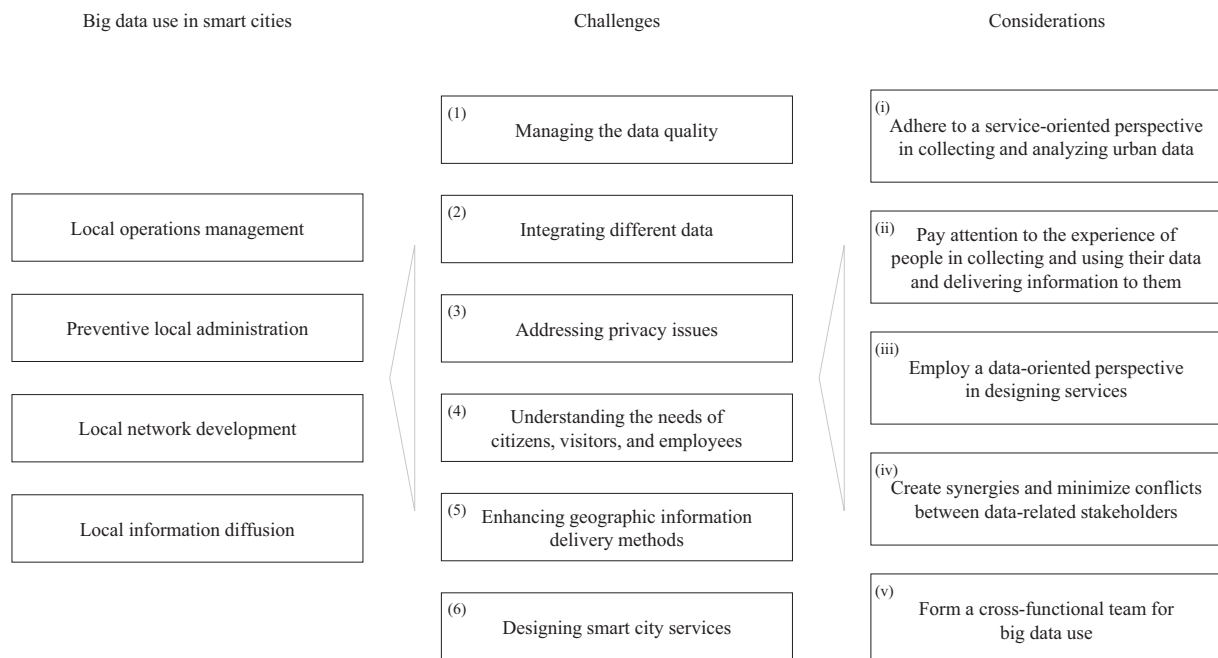 Big data use in smart cities
Local operations management
Preventive local administration
Local network development
Local information diffusion
Challenges
(1)
Managing the data quality
(2)
Integrating different data
(3)
Addressing privacy issues
(4)
Understanding the needs of
citizens, visitors, and employees
(5)
Enhancing geographic information
delivery methods
(6)
Designing smart city services
Considerations
(i)
Adhere to a service-oriented perspective
in collecting and analyzing urban data
(ii)
Pay attention to the experience of
people in collecting and using their data
and delivering information to them
(iii)
Employ a data-oriented perspective
in designing services
(iv)
Create synergies and minimize conflicts
between data-related stakeholders
(v)
Form a cross-functional team for
big data use